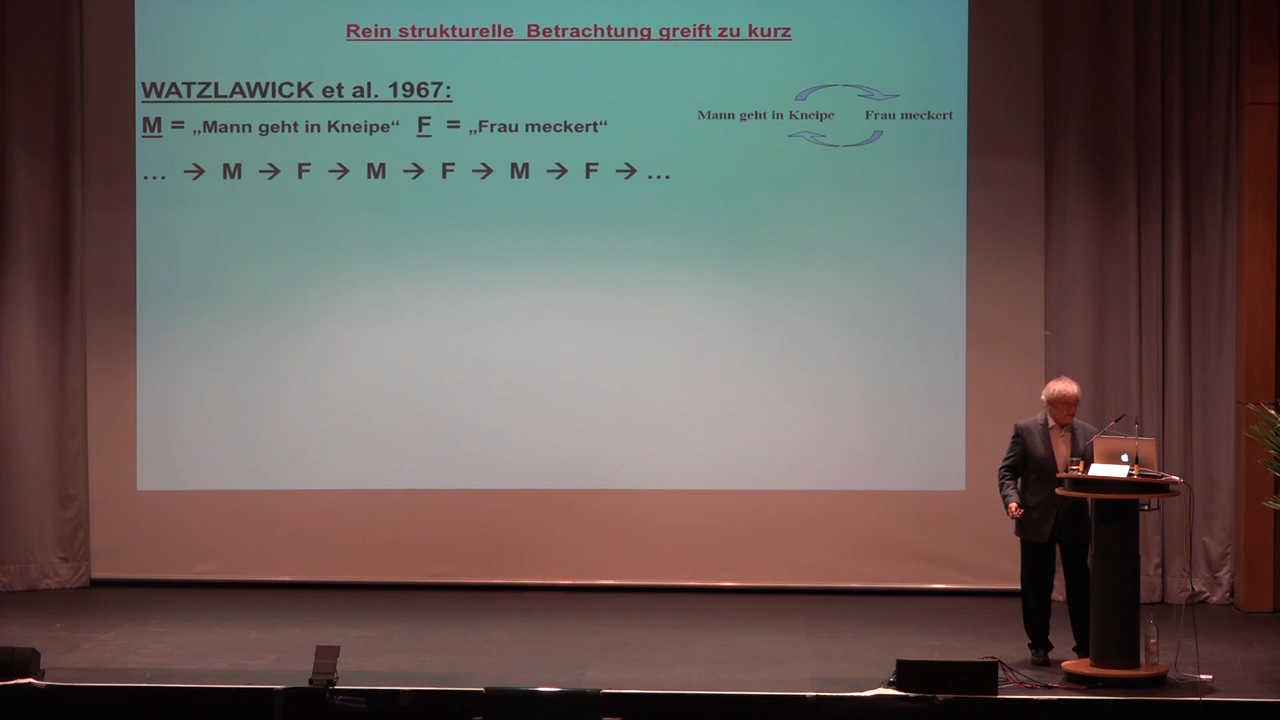 Rein strukturelle Betrachtung greift zu kurz
WATZLAWICK et al. 1967:
M = „Mann geht in Kneipe“ F = „Frau meckert“
Mann geht in Kneipe Frau meckert
… → M → F → M → F → M → F → …